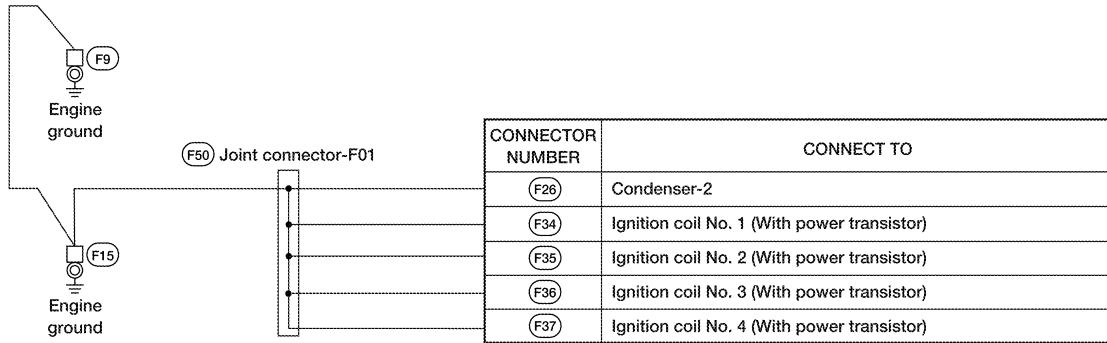 F9
Engine
ground
F50 Joint connector-F01
F15
Engine
ground
CONNECTOR
NUMBER
CONNECT TO
F26 Condenser-2
F34 Ignition coil No. 1 (With power transistor)
F35 Ignition coil No. 2 (With power transistor)
F36 Ignition coil No. 3 (With power transistor)
F37 Ignition coil No. 4 (With power transistor)